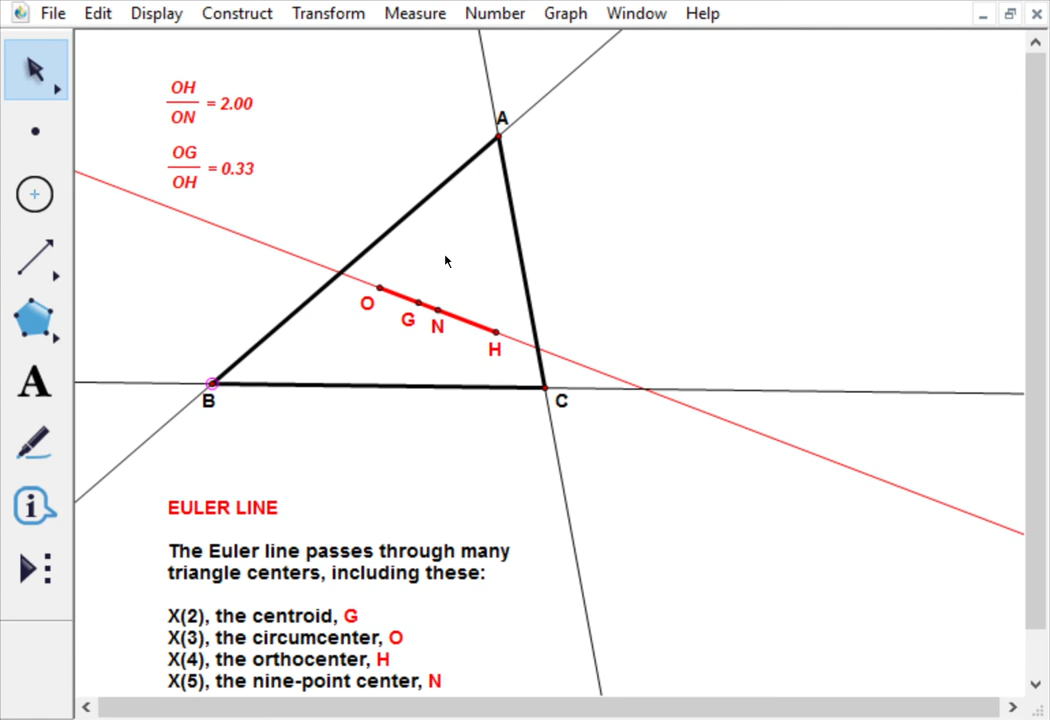 File Edit Display Construct Transform Measure Number Graph Window Help
OH
ON
= 2.00
OG
OH
= 0.33
A
O
G
N
H
B
C
A
EULER LINE
The Euler line passes through many
triangle centers, including these:
X(2), the centroid, G
X(3), the circumcenter, O
X(4), the orthocenter, H
X(5), the nine-point center, N